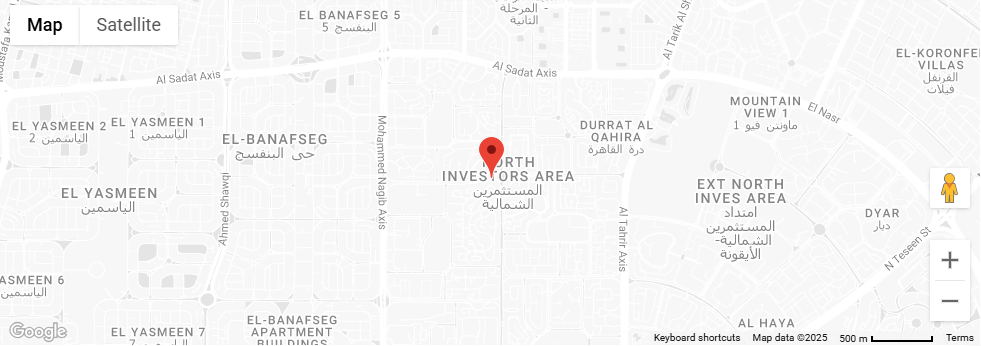 Map
Satellite
EL BANAFSEG 5
البنفسج 5
- المرحلة
الثانية
Al Sadat Axis
Al Sadat Axis
EL-KORONFEL
VILLAS
القرنفل
فيلات
MOUNTAIN
VIEW 1
ماونتن فيو 1
El Nasr
EL YASMEEN 2
الياسمين 2
EL YASMEEN 1
الياسمين 1
EL-BANAFSEG
حى البنفسج
DURRAT AL
QAHIRA
درة القاهرة
Mohammed Nagib Axis
NORTH
INVESTORS AREA
المستثمرين
الشمالية
EL YASMEEN
الياسمين
Ahmed Shawqi
EXT NORTH
INVES AREA
امتداد
المستثمرين
الشمالية-
الأيقونة
Al Tahrir Axis
DYAR
ديار
N Teseen St
ASMEEN 6
الياسمين
EL YASMEEN 7
الياسمين 7
EL-BANAFSEG
APARTMENT
BUILDINGS
AL HAYA
Google
Keyboard shortcuts
Map data ©2025
500 m
Terms